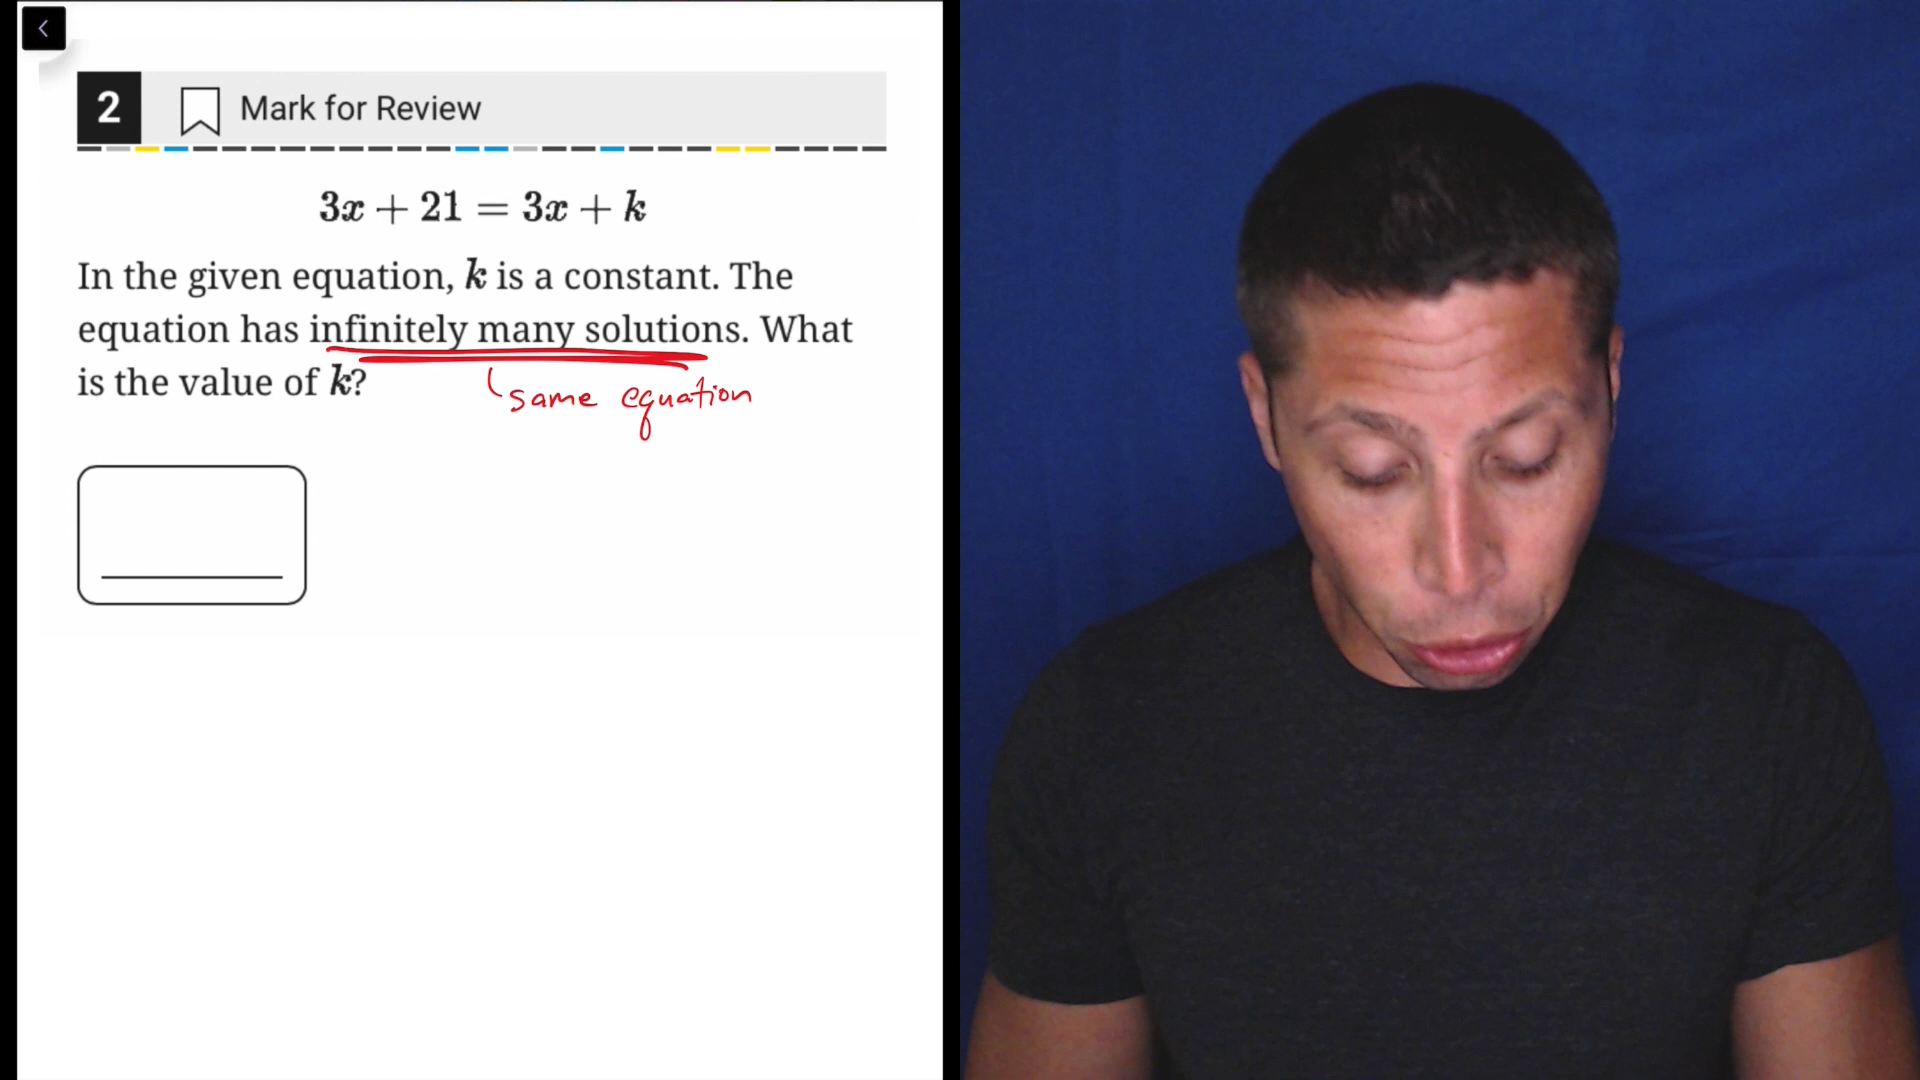 2 Mark for Review
3x + 21 = 3x + k
In the given equation, k is a constant. The
equation has infinitely many solutions. What
is the value of k?
same equation